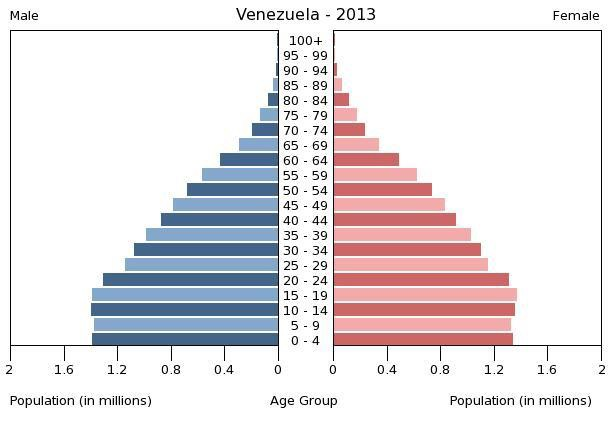 Male Venezuela - 2013 Female
100+
95 - 99
90 - 94
85 - 89
80 - 84
75 - 79
70 - 74
65 - 69
60 - 64
55 - 59
50 - 54
45 - 49
40 - 44
35 - 39
30 - 34
25 - 29
20 - 24
15 - 19
10 - 14
5 - 9
0 - 4
2 1.6 1.2 0.8 0.4 0 0 0.4 0.8 1.2 1.6 2
Population (in millions) Age Group Population (in millions)